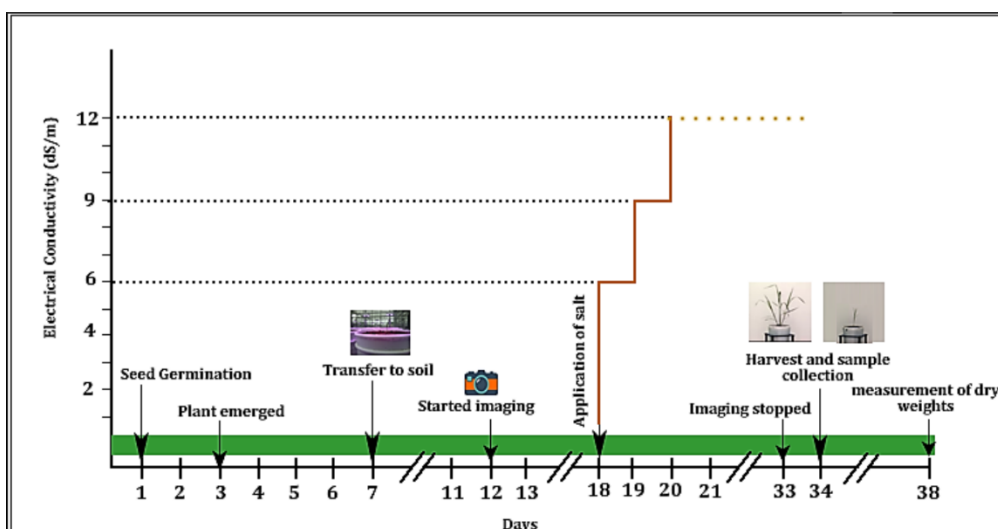 Electrical Conductivity (dS/m)
12
9
6
4
2
Seed Germination
Plant emerged
Transfer to soil
Started imaging
Application of salt
Imaging stopped
Harvest and sample
collection
measurement of dry
weights
1 2 3 4 5 6 7 11 12 13 18 19 20 21 33 34 38
Days